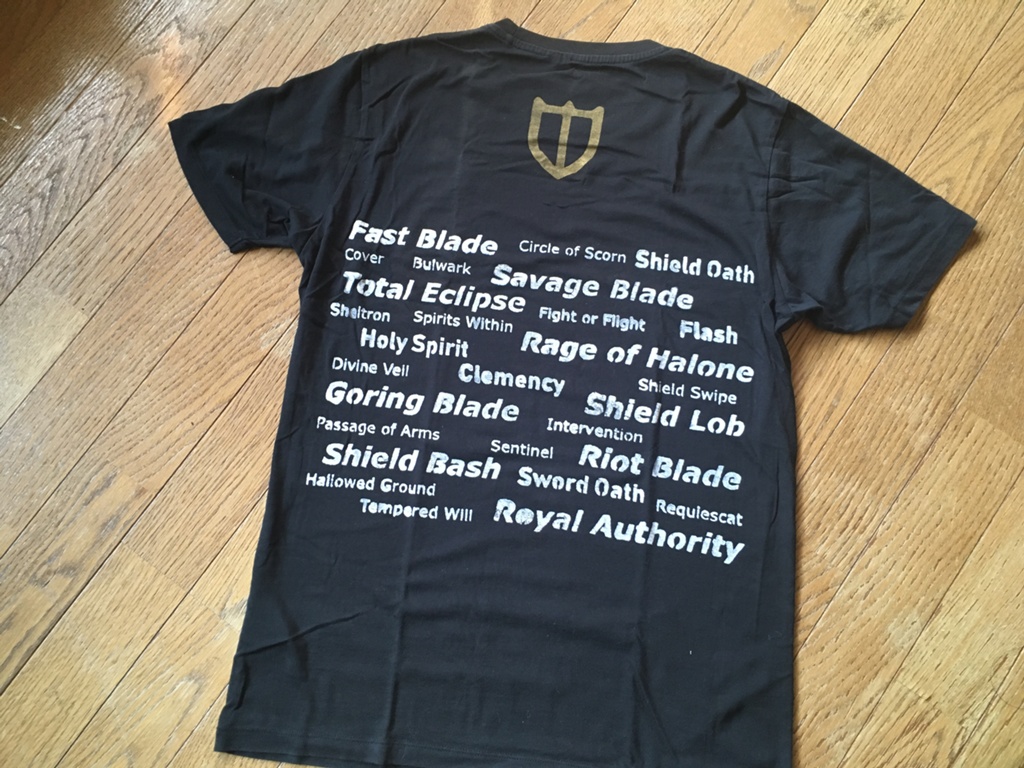 Fast Blade Circle of Scorn Shield Oath
Cover Bulwark Savage Blade
Total Eclipse
Sheltron Spirits Within Fight or Flight Flash
Holy Spirit Rage of Halone
Divine Veil Clemency Shield Swipe
Goring Blade Shield Lob
Passage of Arms Intervention
Sentinel Riot Blade
Shield Bash Sword Oath
Hallowed Ground Requiescat
Tempered Will Royal Authority